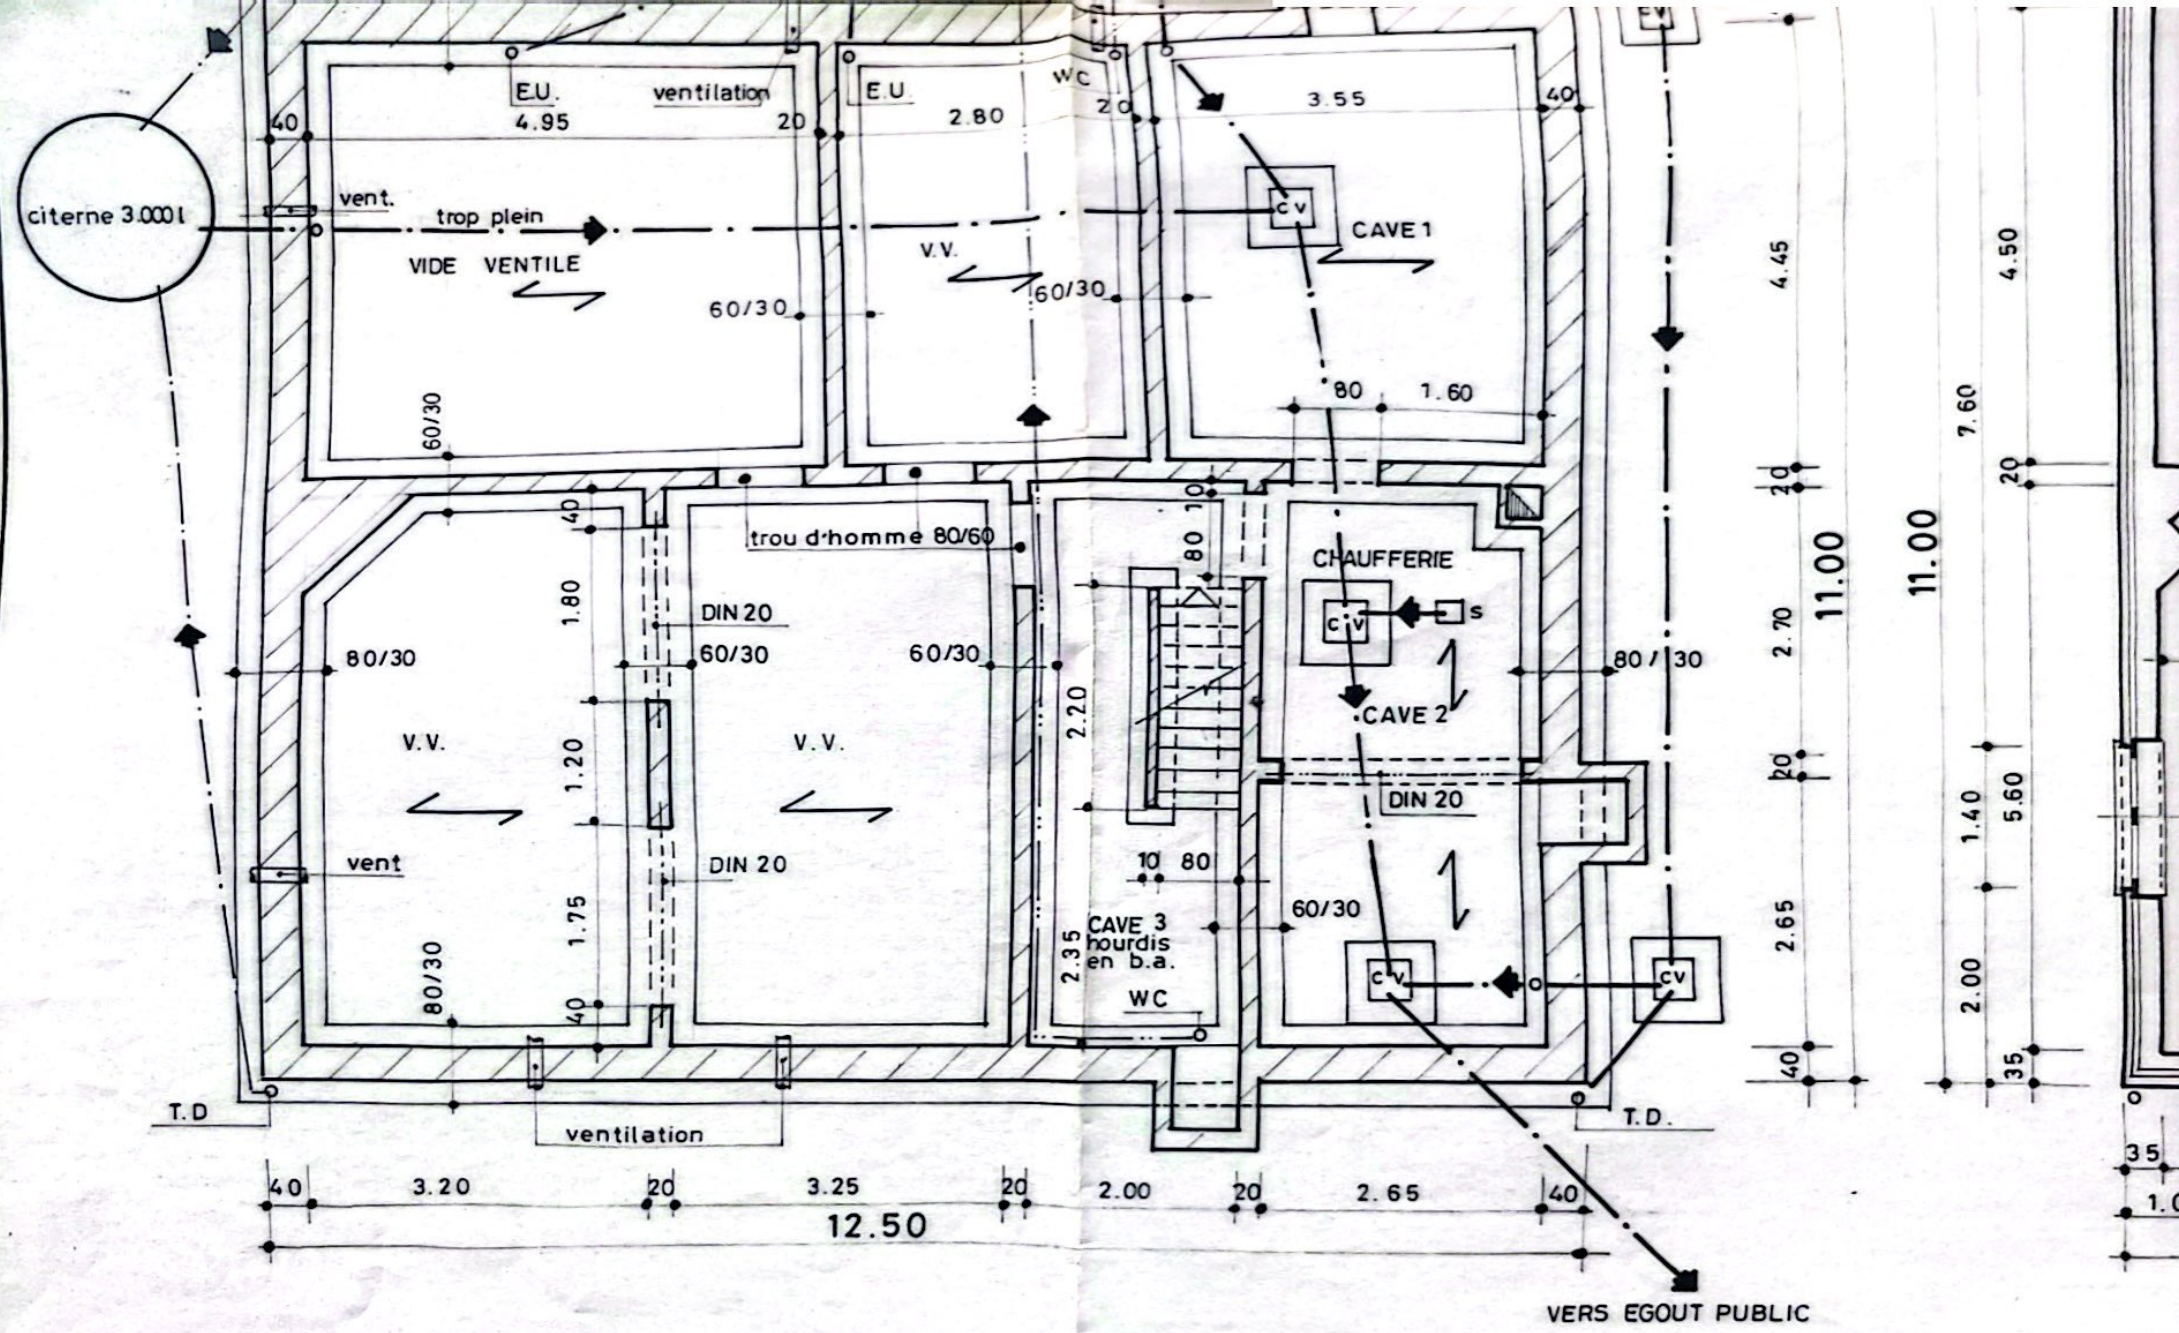 EV
E.U.
ventilation
E.U.
WC
40
4.95
20
2.80
20
3.55
40
citerne 3.000 l
vent.
trop plein
VIDE VENTILE
V.V.
C V
CAVE 1
60/30
60/30
4.45
4.50
60/30
80
1.60
7.60
40
10
20
20
trou d'homme 80/60
80
CHAUFFERIE
11.00
11.00
1.80
DIN 20
C V
S
2.70
80/30
60/30
60/30
80/30
2.20
CAVE 2
V.V.
V.V.
1.20
20
DIN 20
1.40
5.60
vent
DIN 20
10
80
1.75
60/30
2.65
CAVE 3
hourdis
en b.a.
2.35
80/30
C V
C V
2.00
WC
40
40
35
T.D
T.D.
ventilation
35
40
3.20
20
3.25
20
2.00
20
2.65
40
12.50
VERS EGOUT PUBLIC